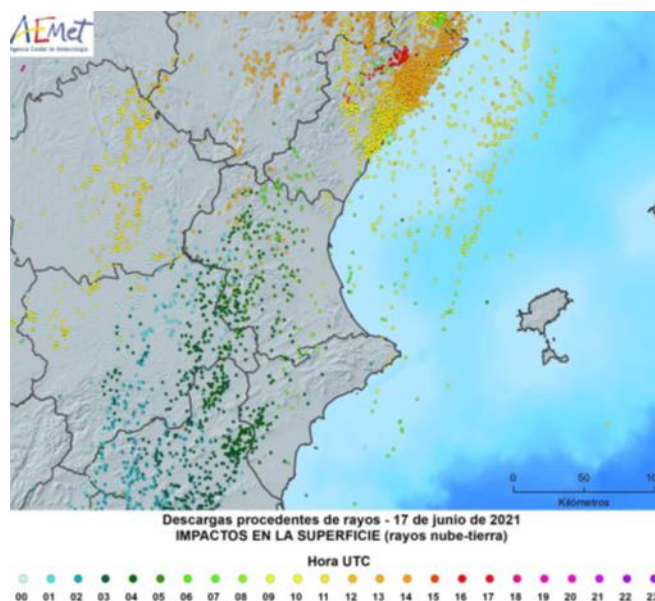 AEMet
Agencia Estatal de Meteorología
0 50 10
Kilómetros
Descargas procedentes de rayos - 17 de junio de 2021
IMPACTOS EN LA SUPERFICIE (rayos nube-tierra)
Hora UTC
00 01 02 03 04 05 06 07 08 09 10 11 12 13 14 15 16 17 18 19 20 21 22 23